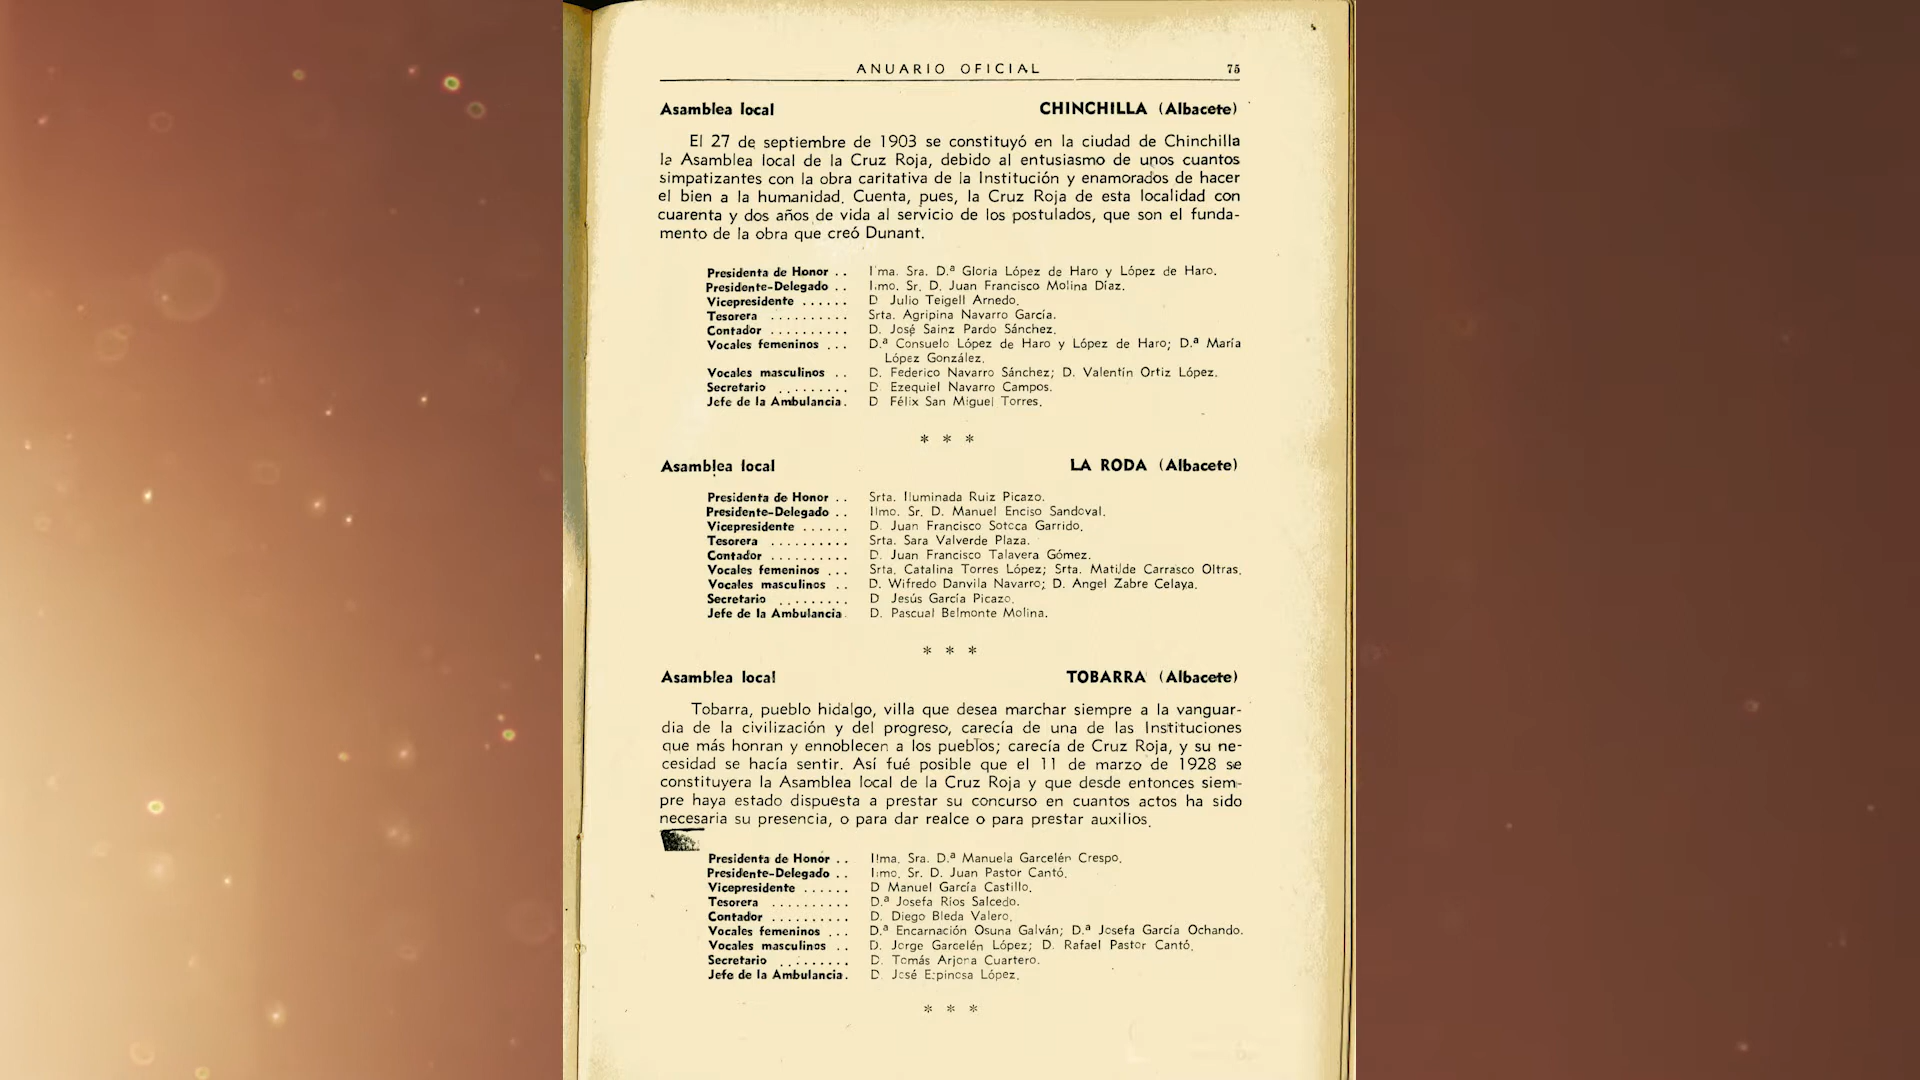 ANUARIO OFICIAL 75
Asamblea local CHINCHILLA (Albacete)
El 27 de septiembre de 1903 se constituyó en la ciudad de Chinchilla
la Asamblea local de la Cruz Roja, debido al entusiasmo de unos cuantos
simpatizantes con la obra caritativa de la Institución y enamorados de hacer
el bien a la humanidad. Cuenta, pues, la Cruz Roja de esta localidad con
cuarenta y dos años de vida al servicio de los postulados, que son el funda-
mento de la obra que creó Dunant.
Presidenta de Honor .. Ilma. Sra. D.ª Gloria López de Haro y López de Haro.
Presidente-Delegado .. Ilmo. Sr. D. Juan Francisco Molina Díaz.
Vicepresidente ...... D Julio Teigell Arnedo.
Tesorera .......... Srta. Agripina Navarro García.
Contador .......... D. José Sainz Pardo Sánchez.
Vocales femeninos ... D.ª Consuelo López de Haro y López de Haro; D.ª María
López González.
Vocales masculinos .. D. Federico Navarro Sánchez; D. Valentín Ortiz López.
Secretario ......... D Ezequiel Navarro Campos.
Jefe de la Ambulancia. D Félix San Miguel Torres.
* * *
Asamblea local LA RODA (Albacete)
Presidenta de Honor .. Srta. Iluminada Ruiz Picazo.
Presidente-Delegado .. Ilmo. Sr. D. Manuel Enciso Sandoval.
Vicepresidente ...... D. Juan Francisco Sotoca Garrido.
Tesorera .......... Srta. Sara Valverde Plaza.
Contador .......... D. Juan Francisco Talavera Gómez.
Vocales femeninos ... Srta. Catalina Torres López; Srta. Matilde Carrasco Oltras.
Vocales masculinos .. D. Wifredo Danvila Navarro; D. Angel Zabre Celaya.
Secretario ......... D Jesús García Picazo.
Jefe de la Ambulancia. D. Pascual Belmonte Molina.
* * *
Asamblea local TOBARRA (Albacete)
Tobarra, pueblo hidalgo, villa que desea marchar siempre a la vanguar-
dia de la civilización y del progreso, carecía de una de las Instituciones
que más honran y ennoblecen a los pueblos; carecía de Cruz Roja, y su ne-
cesidad se hacía sentir. Así fué posible que el 11 de marzo de 1928 se
constituyera la Asamblea local de la Cruz Roja y que desde entonces siem-
pre haya estado dispuesta a prestar su concurso en cuantos actos ha sido
necesaria su presencia, o para dar realce o para prestar auxilios.
Presidenta de Honor .. Ilma. Sra. D.ª Manuela Garcelén Crespo.
Presidente-Delegado .. Ilmo. Sr. D. Juan Pastor Cantó.
Vicepresidente ...... D Manuel García Castillo.
Tesorera .......... D.ª Josefa Ríos Salcedo.
Contador .......... D. Diego Bleda Valero.
Vocales femeninos ... D.ª Encarnación Osuna Galván; D.ª Josefa García Ochando.
Vocales masculinos .. D. Jorge Garcelén López; D. Rafael Pastor Cantó.
Secretario ......... D. Tomás Arjona Cuartero.
Jefe de la Ambulancia. D José Espinosa López.
* * *